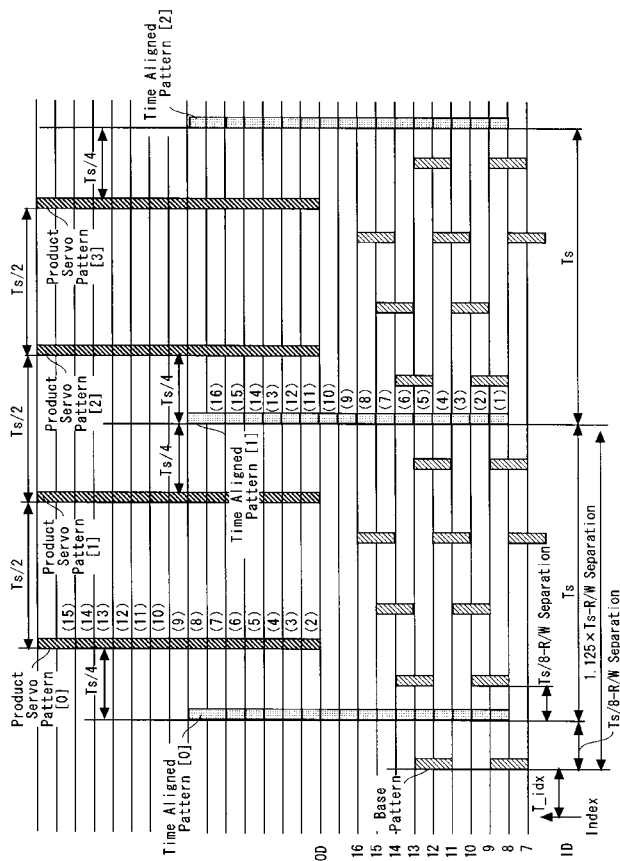 Ts/2
Ts/2
Ts/2
Product
Servo
Pattern
[0]
Product
Servo
Pattern
[1]
Product
Servo
Pattern
[2]
Product
Servo
Pattern
[3]
Ts/4
Ts/4
Ts/4
Ts/4
Time Aligned
Pattern [0]
Time Aligned
Pattern [1]
Time Aligned
Pattern [2]
(15)
(14)
(13)
(12)
(11)
(10)
(9)
(8)
(7)
(6)
(5)
(4)
(3)
(2)
(16)
(15)
(14)
(13)
(12)
(11)
(10)
(9)
(8)
(7)
(6)
(5)
(4)
(3)
(2)
(1)
OD
16
15
14
13
12
11
10
9
8
7
ID
Base
Pattern
T_idx
Index
Ts/8-R/W Separation
Ts
Ts
1.125×Ts-R/W Separation
Ts/8-R/W Separation